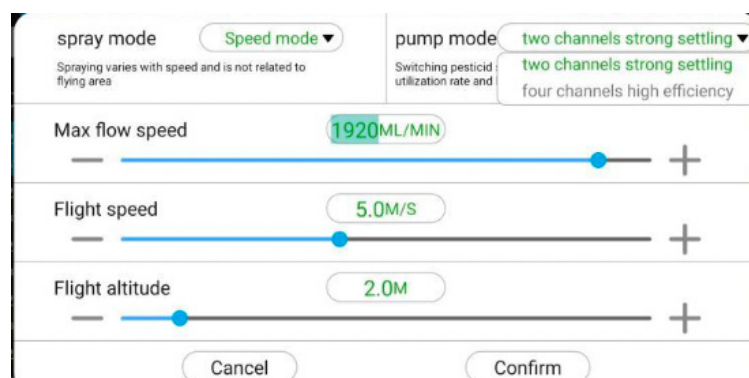 spray mode
Speed mode
Spraying varies with speed and is not related to
flying area
pump mode
two channels strong settling
Switching pesticid
utilization rate and
two channels strong settling
four channels high efficiency
Max flow speed
1920ML/MIN
Flight speed
5.0M/S
Flight altitude
2.0M
Cancel
Confirm